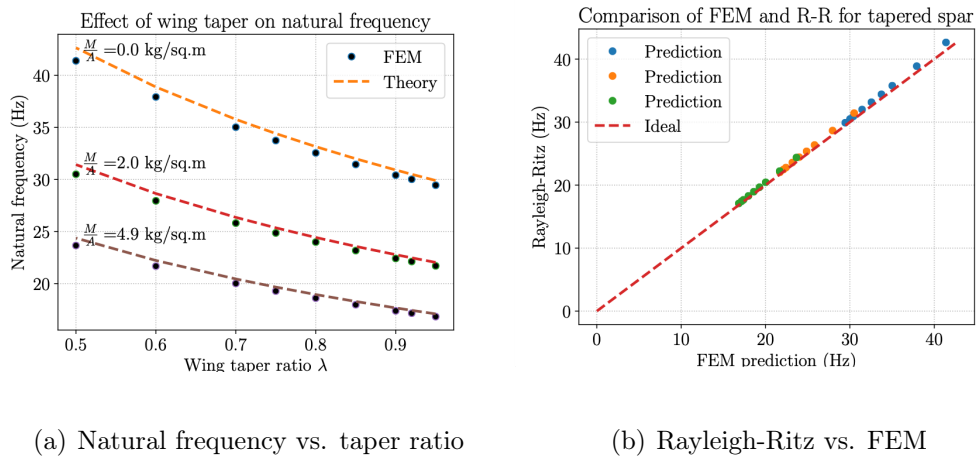 Effect of wing taper on natural frequency
M/A=0.0 kg/sq.m
M/A=2.0 kg/sq.m
M/A=4.9 kg/sq.m
FEM
Theory
Natural frequency (Hz)
40
35
30
25
20
0.5 0.6 0.7 0.8 0.9
Wing taper ratio λ
Comparison of FEM and R-R for tapered spar
Prediction
Prediction
Prediction
Ideal
Rayleigh-Ritz (Hz)
40
30
20
10
0
0 10 20 30 40
FEM prediction (Hz)
(a) Natural frequency vs. taper ratio
(b) Rayleigh-Ritz vs. FEM